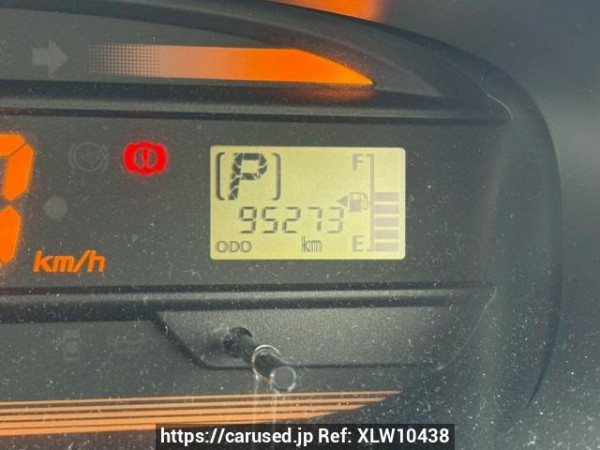 [P] F
95273
ODO km E
km/h
https://carused.jp Ref: XLW10438